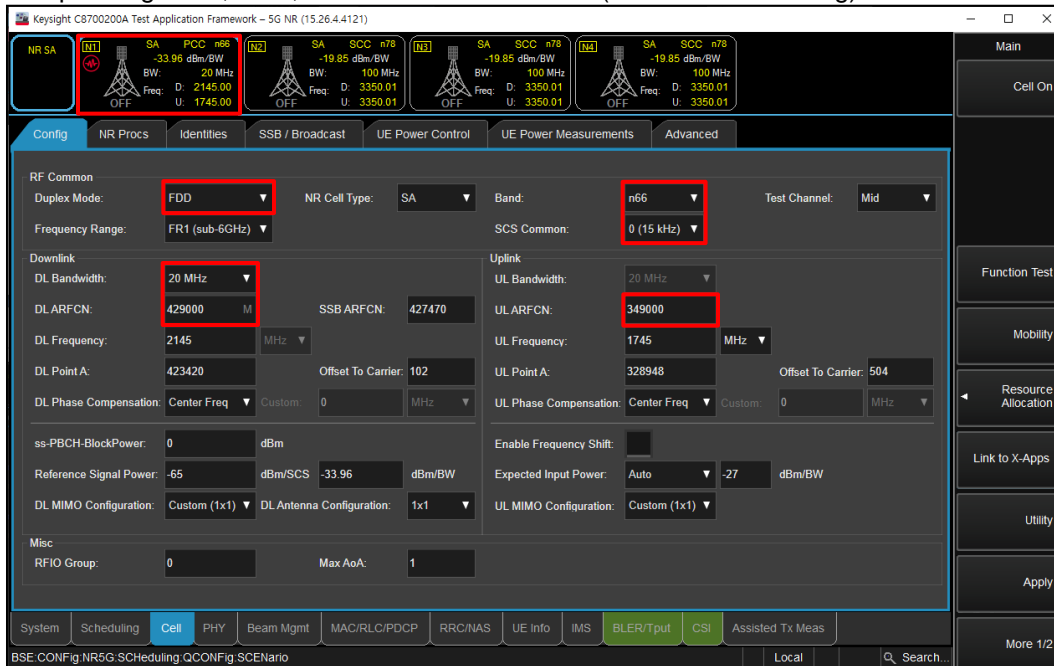 Keysight C8700200A Test Application Framework – 5G NR (15.26.4.4121)
NR SA
N1 SA PCC n66
-33.96 dBm/BW
BW: 20 MHz
Freq: D: 2145.00
U: 1745.00
OFF
N2 SA SCC n78
-19.85 dBm/BW
BW: 100 MHz
Freq: D: 3350.01
U: 3350.01
OFF
N3 SA SCC n78
-19.85 dBm/BW
BW: 100 MHz
Freq: D: 3350.01
U: 3350.01
OFF
N4 SA SCC n78
-19.85 dBm/BW
BW: 100 MHz
Freq: D: 3350.01
U: 3350.01
OFF
Main
Cell On
Config NR Procs Identities SSB / Broadcast UE Power Control UE Power Measurements Advanced
RF Common
Duplex Mode: FDD NR Cell Type: SA Band: n66 Test Channel: Mid
Frequency Range: FR1 (sub-6GHz) SCS Common: 0 (15 kHz)
Downlink Uplink
DL Bandwidth: 20 MHz UL Bandwidth: 20 MHz
DL ARFCN: 429000 M SSB ARFCN: 427470 UL ARFCN: 349000
DL Frequency: 2145 MHz UL Frequency: 1745 MHz
DL Point A: 423420 Offset To Carrier: 102 UL Point A: 328948 Offset To Carrier: 504
DL Phase Compensation: Center Freq Custom: 0 MHz UL Phase Compensation: Center Freq Custom: 0 MHz
ss-PBCH-BlockPower: 0 dBm Enable Frequency Shift:
Reference Signal Power: -65 dBm/SCS -33.96 dBm/BW Expected Input Power: Auto -27 dBm/BW
DL MIMO Configuration: Custom (1x1) DL Antenna Configuration: 1x1 UL MIMO Configuration: Custom (1x1)
Misc
RFIO Group: 0 Max AoA: 1
Function Test
Mobility
Resource
Allocation
Link to X-Apps
Utility
Apply
More 1/2
System Scheduling Cell PHY Beam Mgmt MAC/RLC/PDCP RRC/NAS UE Info IMS BLER/Tput CSI Assisted Tx Meas
BSE:CONFig:NR5G:SCHeduling:QCONFig:SCENario Local Search...